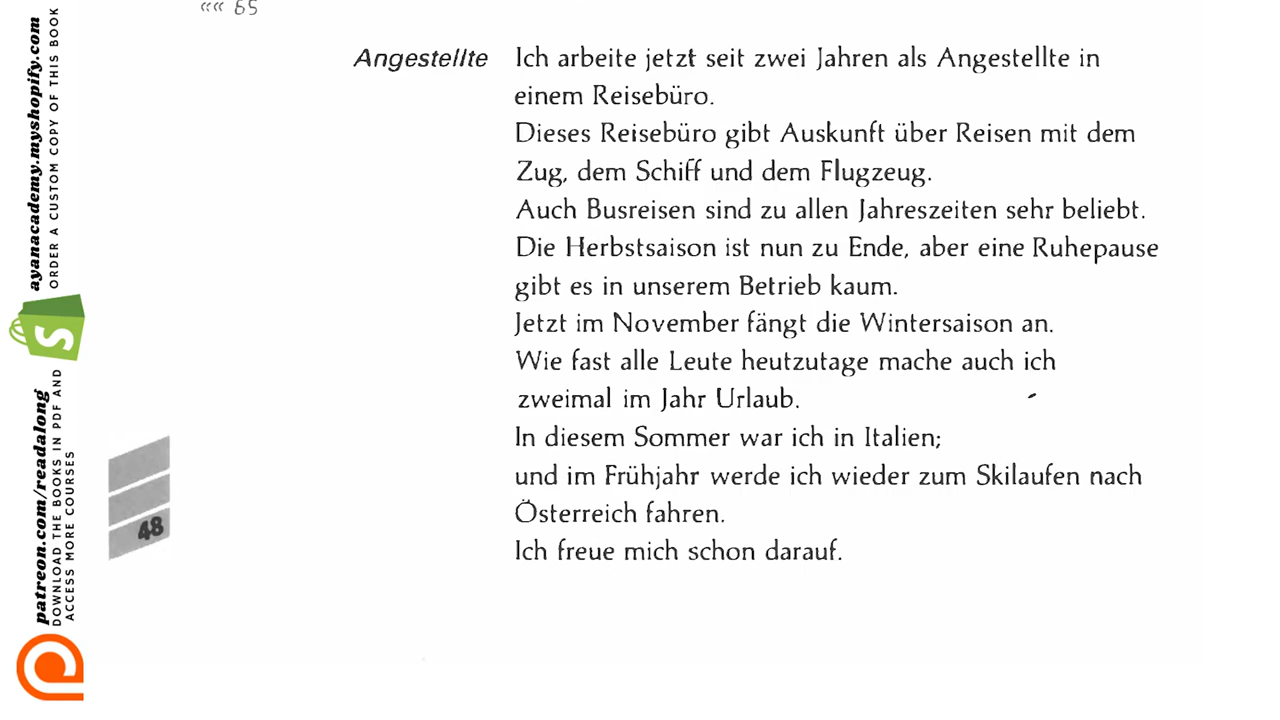 «« 65
Angestellte Ich arbeite jetzt seit zwei Jahren als Angestellte in
einem Reisebüro.
Dieses Reisebüro gibt Auskunft über Reisen mit dem
Zug, dem Schiff und dem Flugzeug.
Auch Busreisen sind zu allen Jahreszeiten sehr beliebt.
Die Herbstsaison ist nun zu Ende, aber eine Ruhepause
gibt es in unserem Betrieb kaum.
Jetzt im November fängt die Wintersaison an.
Wie fast alle Leute heutzutage mache auch ich
zweimal im Jahr Urlaub.
In diesem Sommer war ich in Italien;
und im Frühjahr werde ich wieder zum Skilaufen nach
Österreich fahren.
Ich freue mich schon darauf.
48
ayanacademy.myshopify.com
ORDER A CUSTOM COPY OF THIS BOOK
patreon.com/readalong
DOWNLOAD THE BOOKS IN PDF AND
ACCESS MORE COURSES